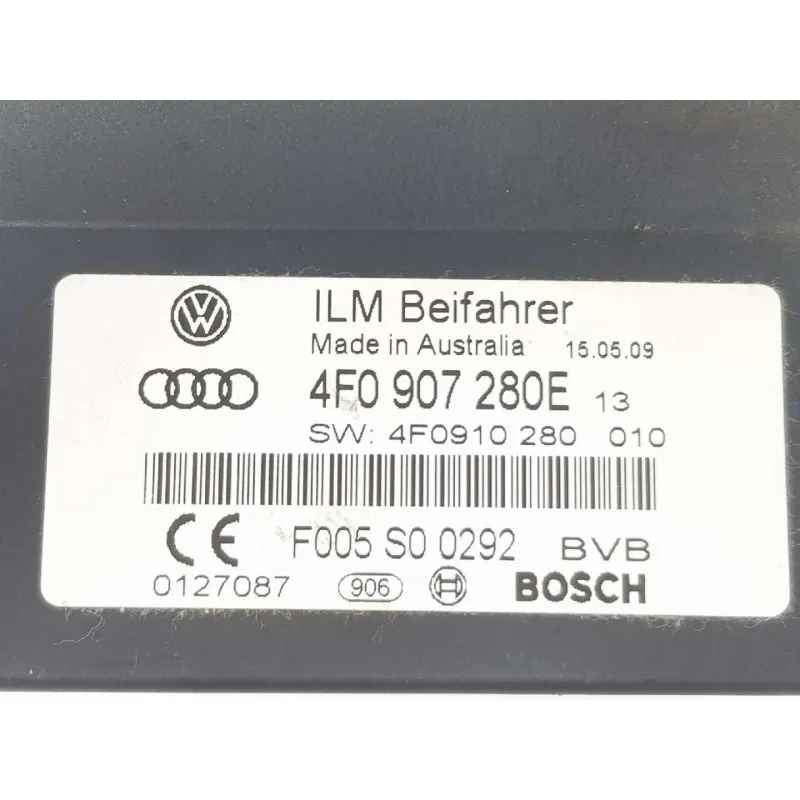 ILM Beifahrer
Made in Australia 15.05.09
4F0 907 280E 13
SW: 4F0910 280 010
CE F005 S0 0292 BVB
0127087 906 BOSCH